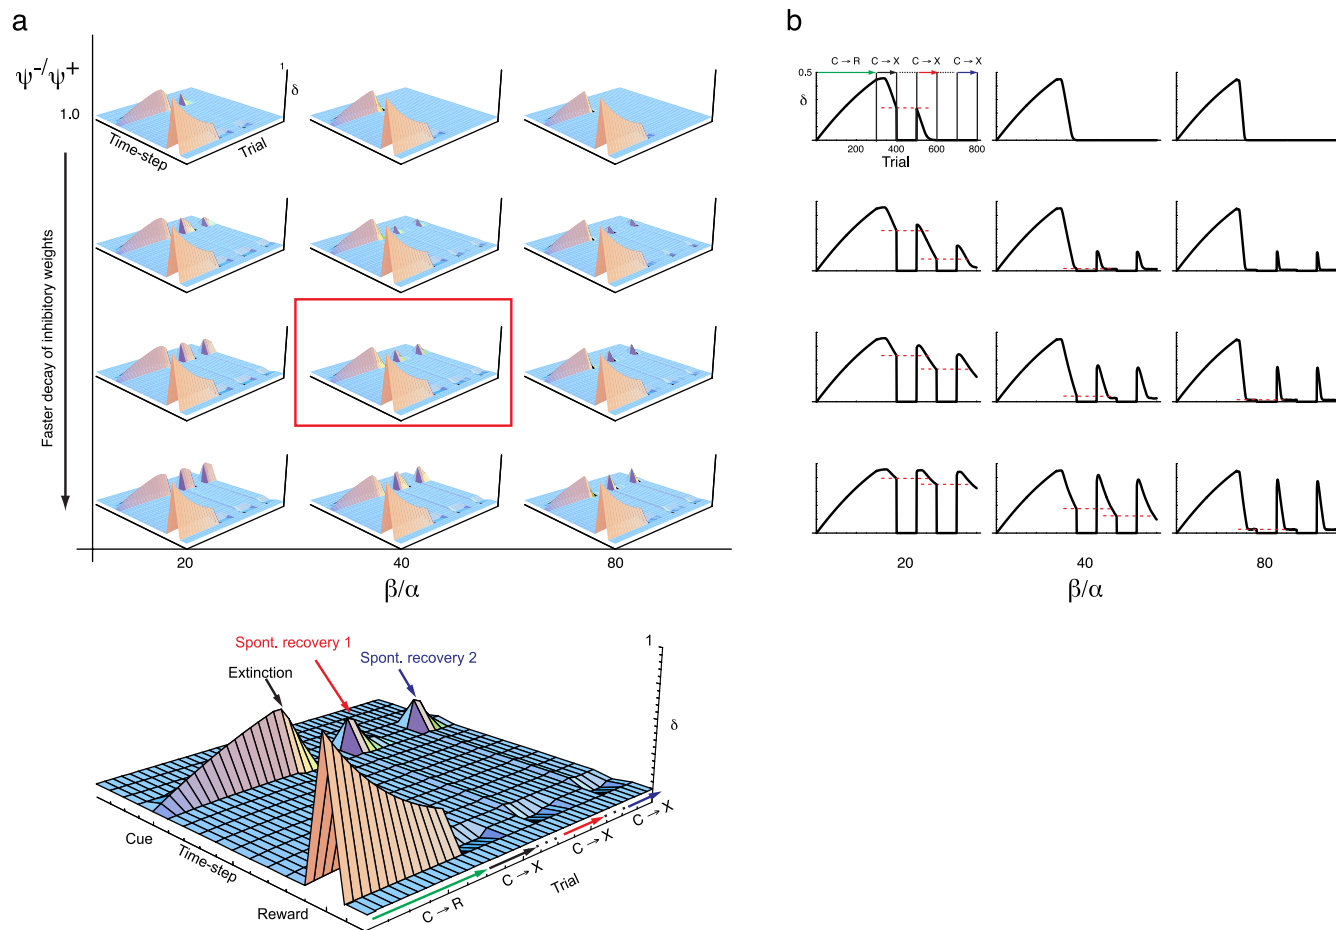 a
ψ⁻/ψ⁺
1.0
Faster decay of inhibitory weights
Time-step
Trial
1
δ
20
40
80
β/α
b
C → R
C → X
C → X
C → X
0.5
δ
200
400
600
800
Trial
20
40
80
β/α
Spont. recovery 1
Spont. recovery 2
Extinction
1
δ
Cue
Time-step
Reward
C → R
C → X
C → X
C → X
Trial